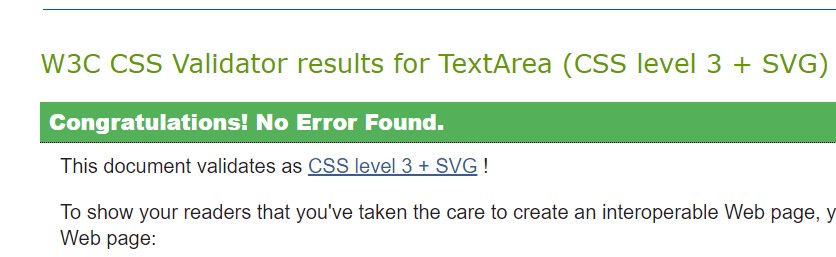 W3C CSS Validator results for TextArea (CSS level 3 + SVG)
Congratulations! No Error Found.
This document validates as CSS level 3 + SVG !
To show your readers that you've taken the care to create an interoperable Web page, y
Web page: